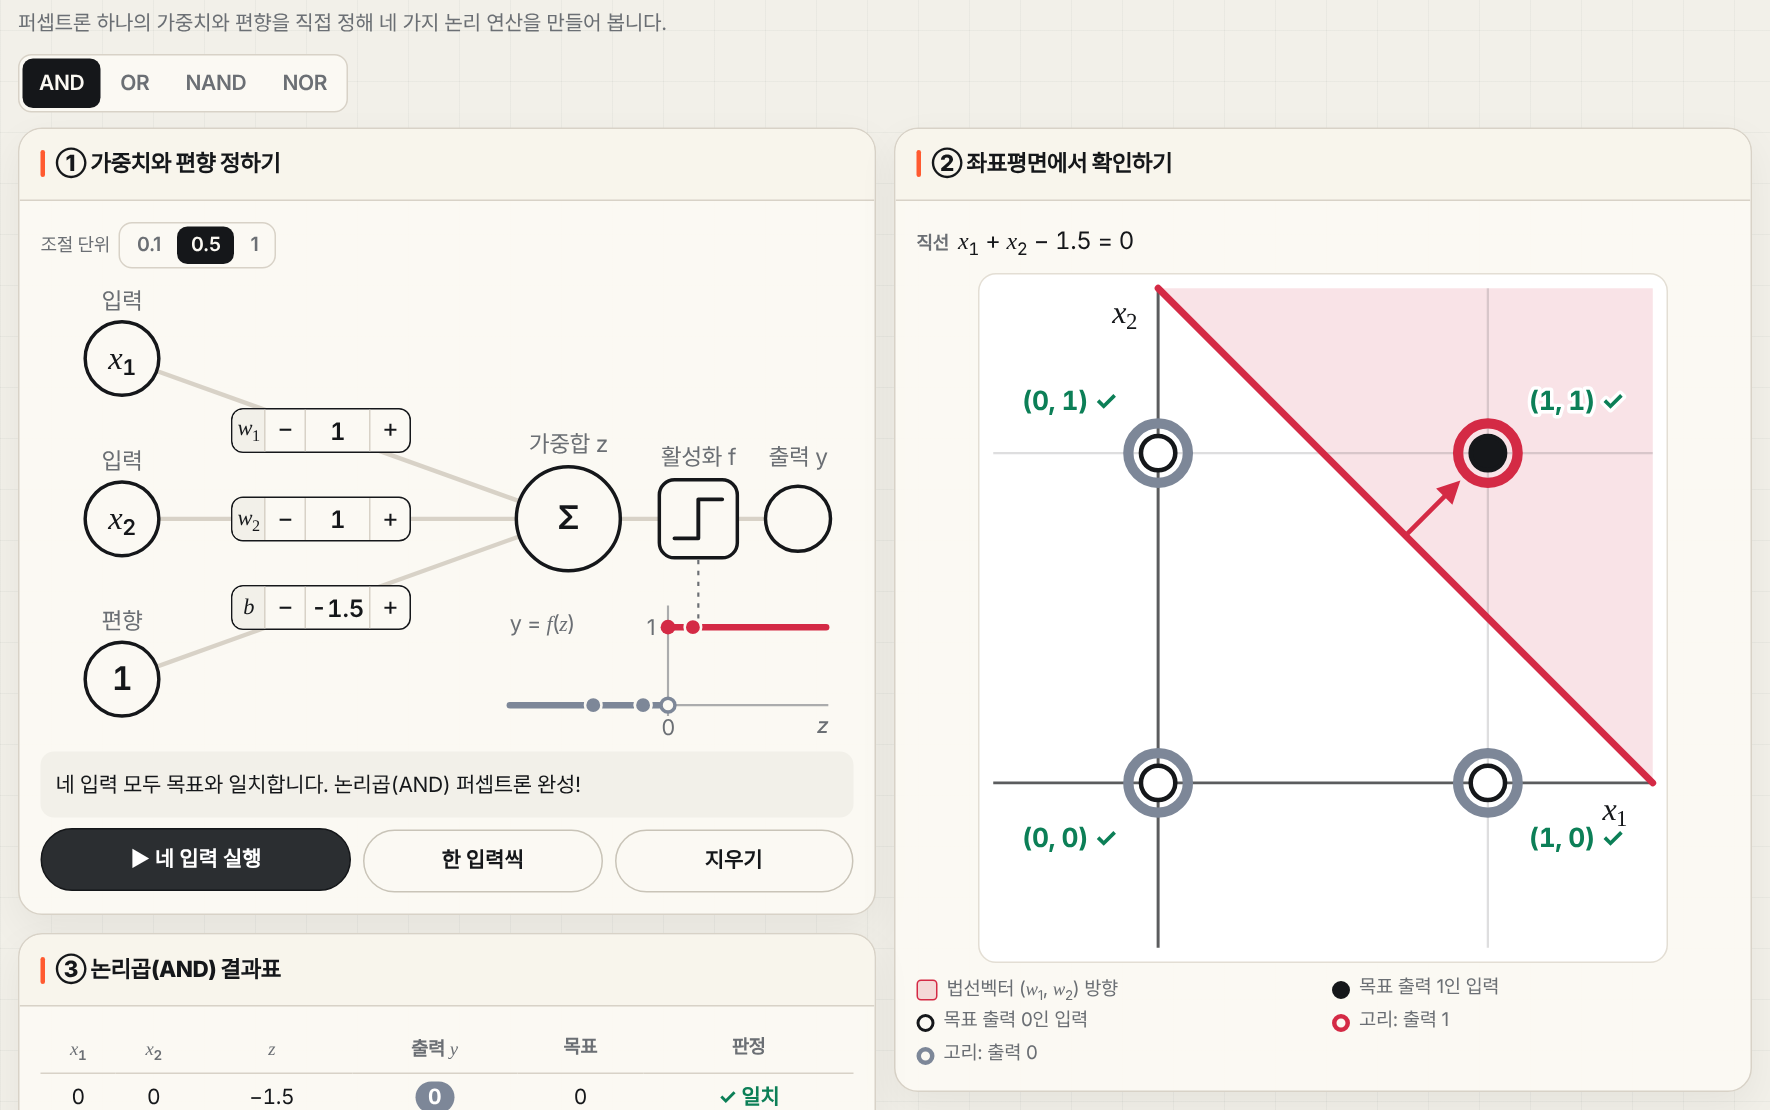 퍼셉트론 하나의 가중치와 편향을 직접 정해 네 가지 논리 연산을 만들어 봅니다.
AND OR NAND NOR
① 가중치와 편향 정하기
조절 단위 0.1 0.5 1
입력
x1
w1 − 1 +
입력
x2
w2 − 1 +
편향
1
b − -1.5 +
가중합 z
Σ
활성화 f
출력 y
y = f(z)
1
0
z
네 입력 모두 목표와 일치합니다. 논리곱(AND) 퍼셉트론 완성!
▶ 네 입력 실행 한 입력씩 지우기
② 좌표평면에서 확인하기
직선 x1 + x2 − 1.5 = 0
x2
(0, 1) ✓ (1, 1) ✓
x1
(0, 0) ✓ (1, 0) ✓
법선벡터 (w1, w2) 방향
목표 출력 1인 입력
목표 출력 0인 입력
고리: 출력 1
고리: 출력 0
③ 논리곱(AND) 결과표
x1 x2 z 출력 y 목표 판정
0 0 −1.5 0 0 ✓ 일치